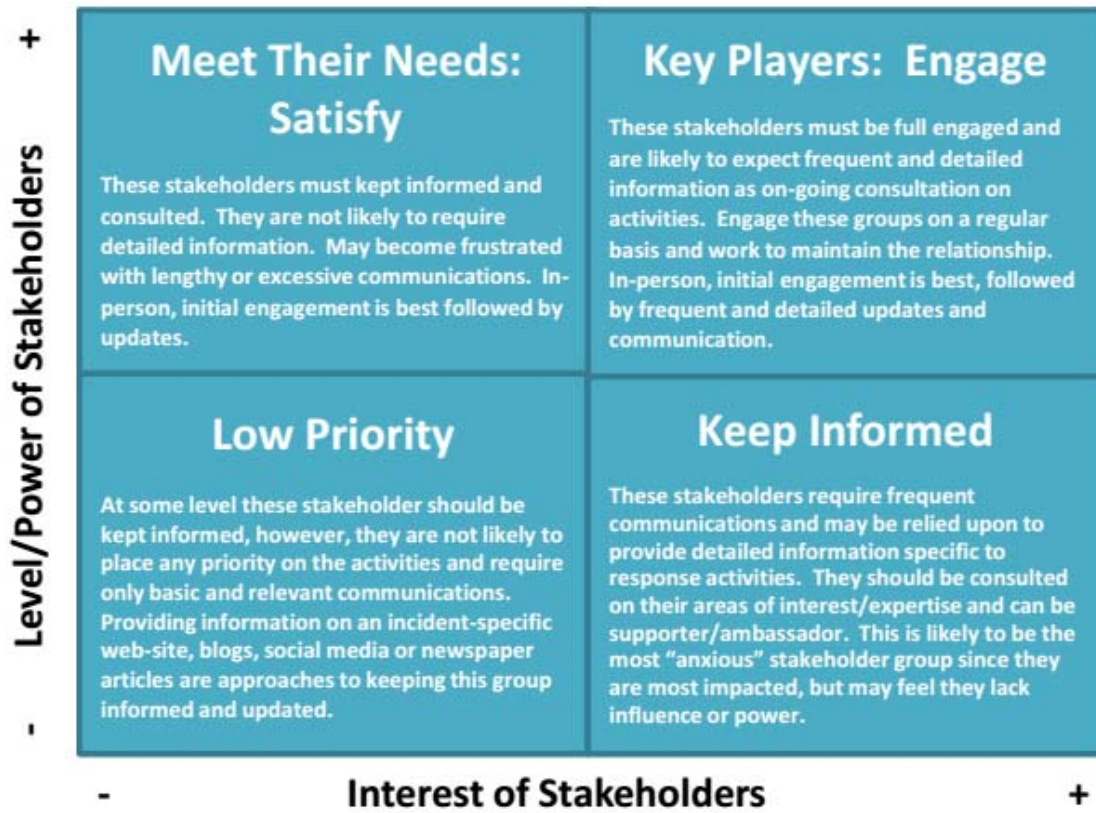 +
Level/Power of Stakeholders
-
Meet Their Needs:
Satisfy
These stakeholders must kept informed and
consulted. They are not likely to require
detailed information. May become frustrated
with lengthy or excessive communications. In-
person, initial engagement is best followed by
updates.
Key Players: Engage
These stakeholders must be full engaged and
are likely to expect frequent and detailed
information as on-going consultation on
activities. Engage these groups on a regular
basis and work to maintain the relationship.
In-person, initial engagement is best, followed
by frequent and detailed updates and
communication.
Low Priority
At some level these stakeholder should be
kept informed, however, they are not likely to
place any priority on the activities and require
only basic and relevant communications.
Providing information on an incident-specific
web-site, blogs, social media or newspaper
articles are approaches to keeping this group
informed and updated.
Keep Informed
These stakeholders require frequent
communications and may be relied upon to
provide detailed information specific to
response activities. They should be consulted
on their areas of interest/expertise and can be
supporter/ambassador. This is likely to be the
most “anxious” stakeholder group since they
are most impacted, but may feel they lack
influence or power.
- Interest of Stakeholders +